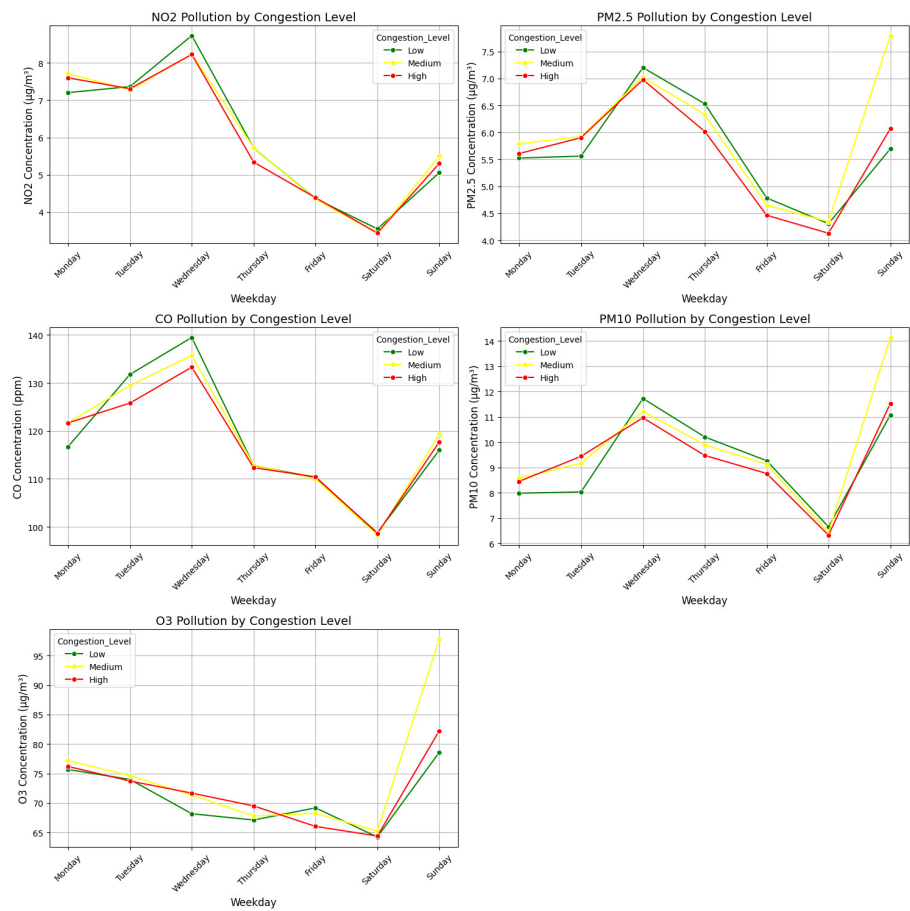 NO2 Pollution by Congestion Level
NO2 Concentration (µg/m³)
8
7
6
5
4
Congestion_Level
Low
Medium
High
Monday
Tuesday
Wednesday
Thursday
Friday
Saturday
Sunday
Weekday
PM2.5 Pollution by Congestion Level
PM2.5 Concentration (µg/m³)
7.5
7.0
6.5
6.0
5.5
5.0
4.5
4.0
Congestion_Level
Low
Medium
High
Monday
Tuesday
Wednesday
Thursday
Friday
Saturday
Sunday
Weekday
CO Pollution by Congestion Level
CO Concentration (ppm)
140
130
120
110
100
Congestion_Level
Low
Medium
High
Monday
Tuesday
Wednesday
Thursday
Friday
Saturday
Sunday
Weekday
PM10 Pollution by Congestion Level
PM10 Concentration (µg/m³)
14
13
12
11
10
9
8
7
6
Congestion_Level
Low
Medium
High
Monday
Tuesday
Wednesday
Thursday
Friday
Saturday
Sunday
Weekday
O3 Pollution by Congestion Level
O3 Concentration (µg/m³)
95
90
85
80
75
70
65
Congestion_Level
Low
Medium
High
Monday
Tuesday
Wednesday
Thursday
Friday
Saturday
Sunday
Weekday